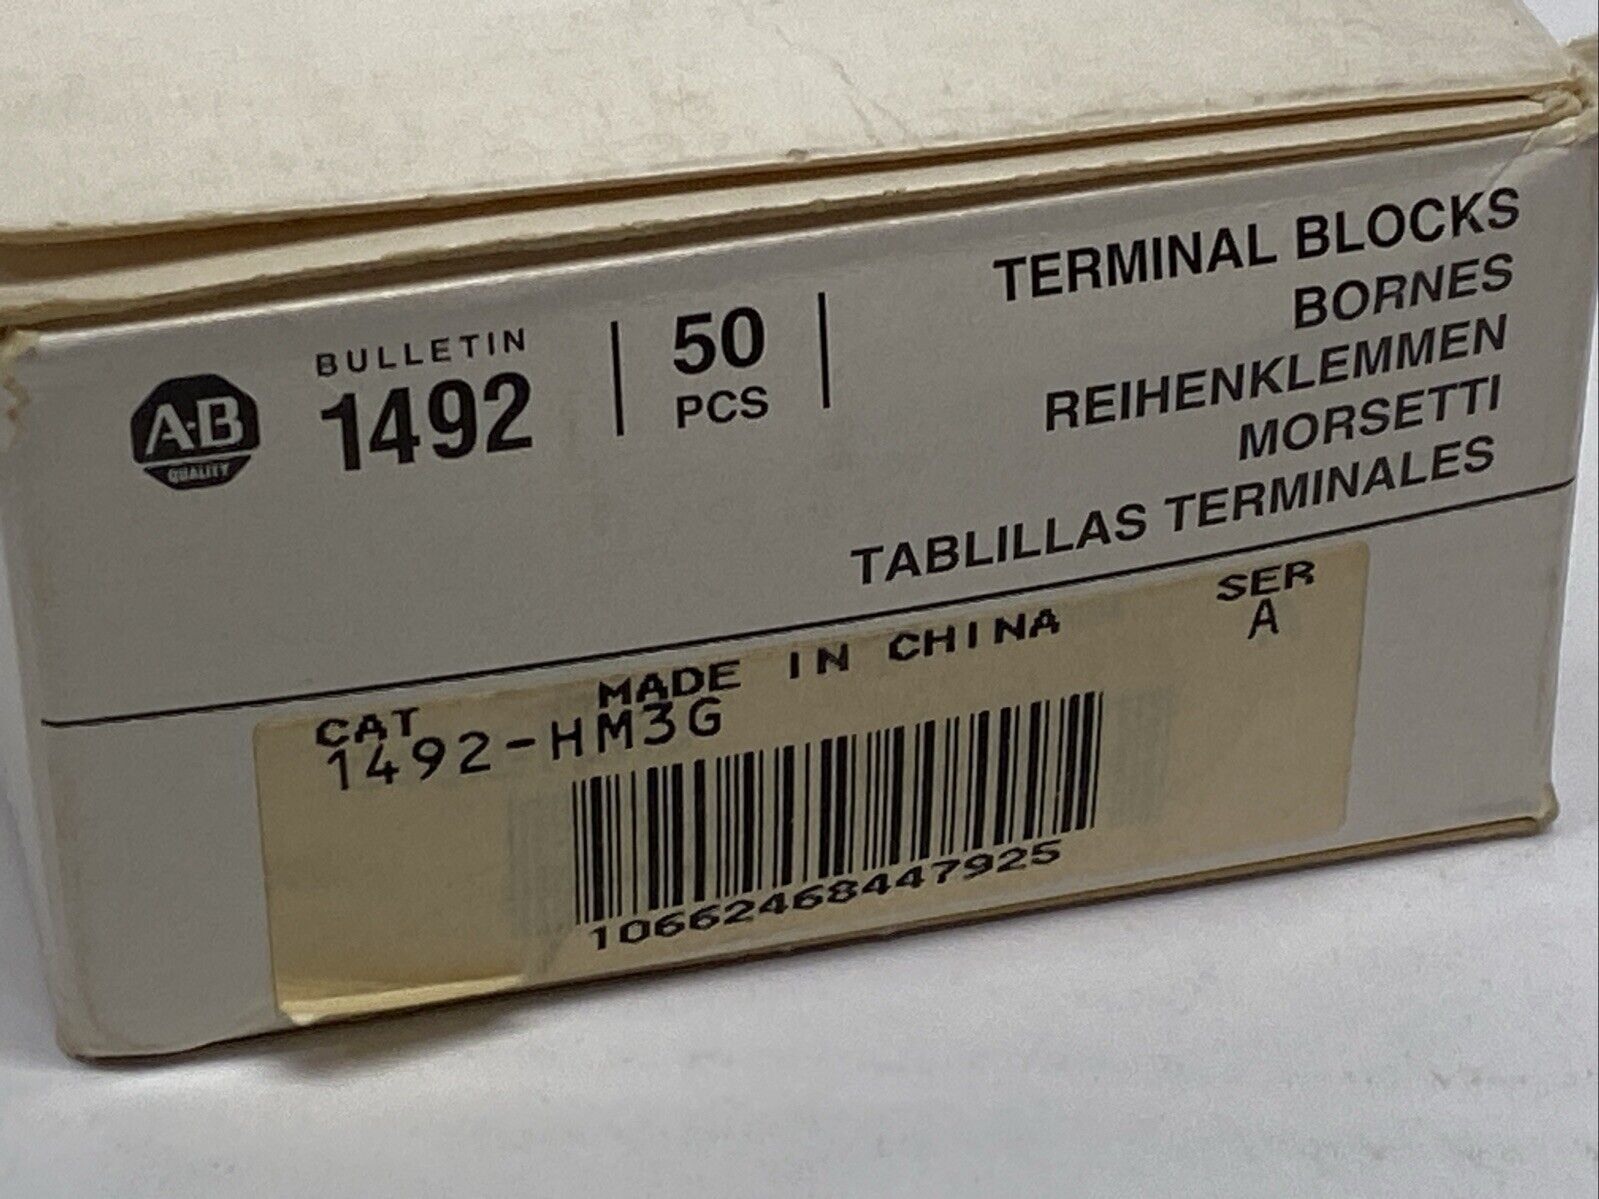 A-B
QUALITY
BULLETIN
1492
50
PCS
TERMINAL BLOCKS
BORNES
REIHENKLEMMEN
MORSETTI
TABLILLAS TERMINALES
MADE IN CHINA
SER
A
CAT
1492-HM3G
10662468447925